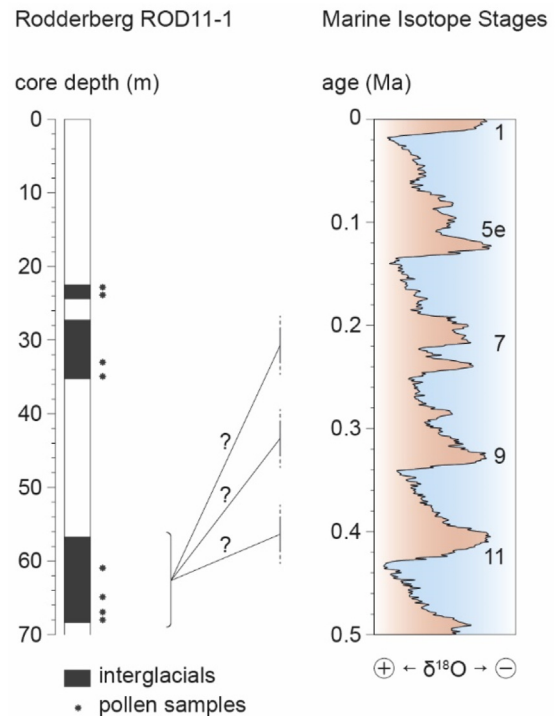 Rodderberg ROD11-1
Marine Isotope Stages
core depth (m)
age (Ma)
0
10
20
30
40
50
60
70
?
?
?
0
0.1
0.2
0.3
0.4
0.5
1
5e
7
9
11
interglacials
pollen samples
+ ← δ¹⁸O → −